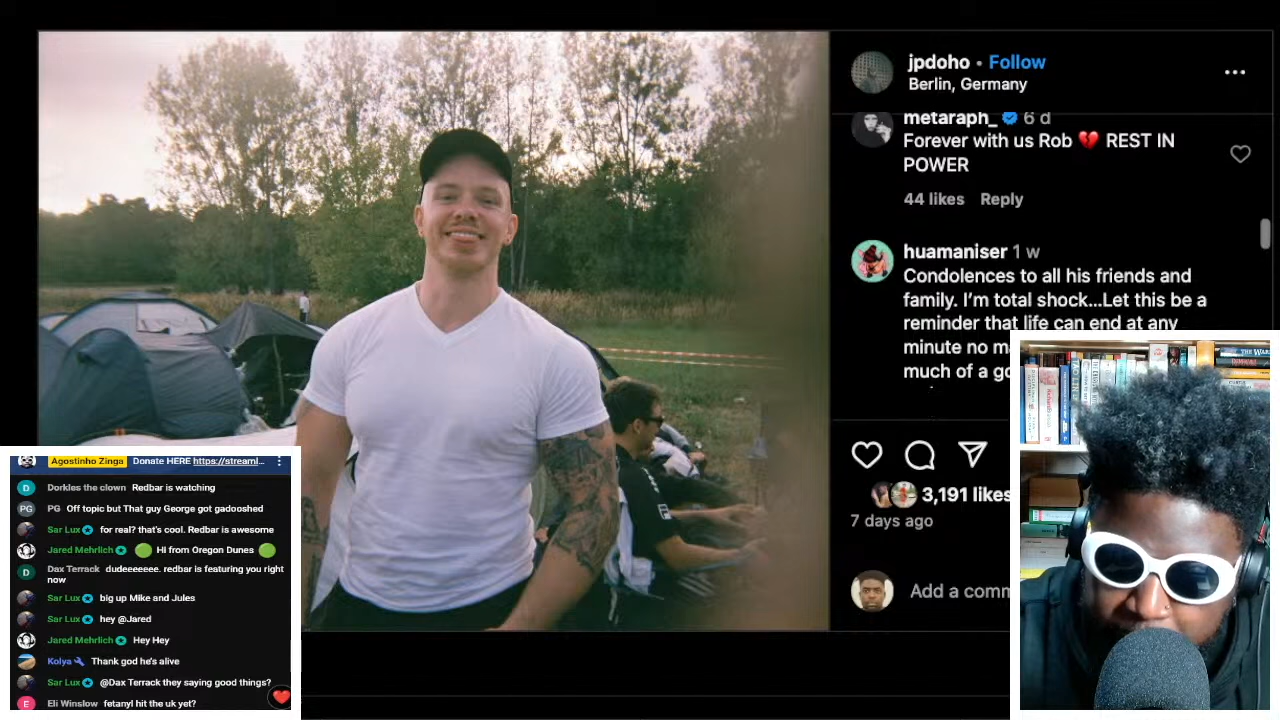 jpdoho • Follow
Berlin, Germany
metaraph_ 6 d
Forever with us Rob 💔 REST IN
POWER
44 likes Reply
huamaniser 1 w
Condolences to all his friends and
family. I'm total shock...Let this be a
reminder that life can end at any
minute no
much of a
3,191 likes
7 days ago
Add a comm
Agostinho Zinga Donate HERE https://streaml...
D Dorkles the clown Redbar is watching
PG PG Off topic but That guy George got gadooshed
Sar Lux for real? that's cool. Redbar is awesome
Jared Mehrlich 🟢 HI from Oregon Dunes 🟢
D Dax Terrack dudeeeeee. redbar is featuring you right
now
Sar Lux big up Mike and Jules
Sar Lux hey @Jared
Jared Mehrlich Hey Hey
Kolya Thank god he's alive
Sar Lux @Dax Terrack they saying good things?
E Eli Winslow fetanyl hit the uk yet?